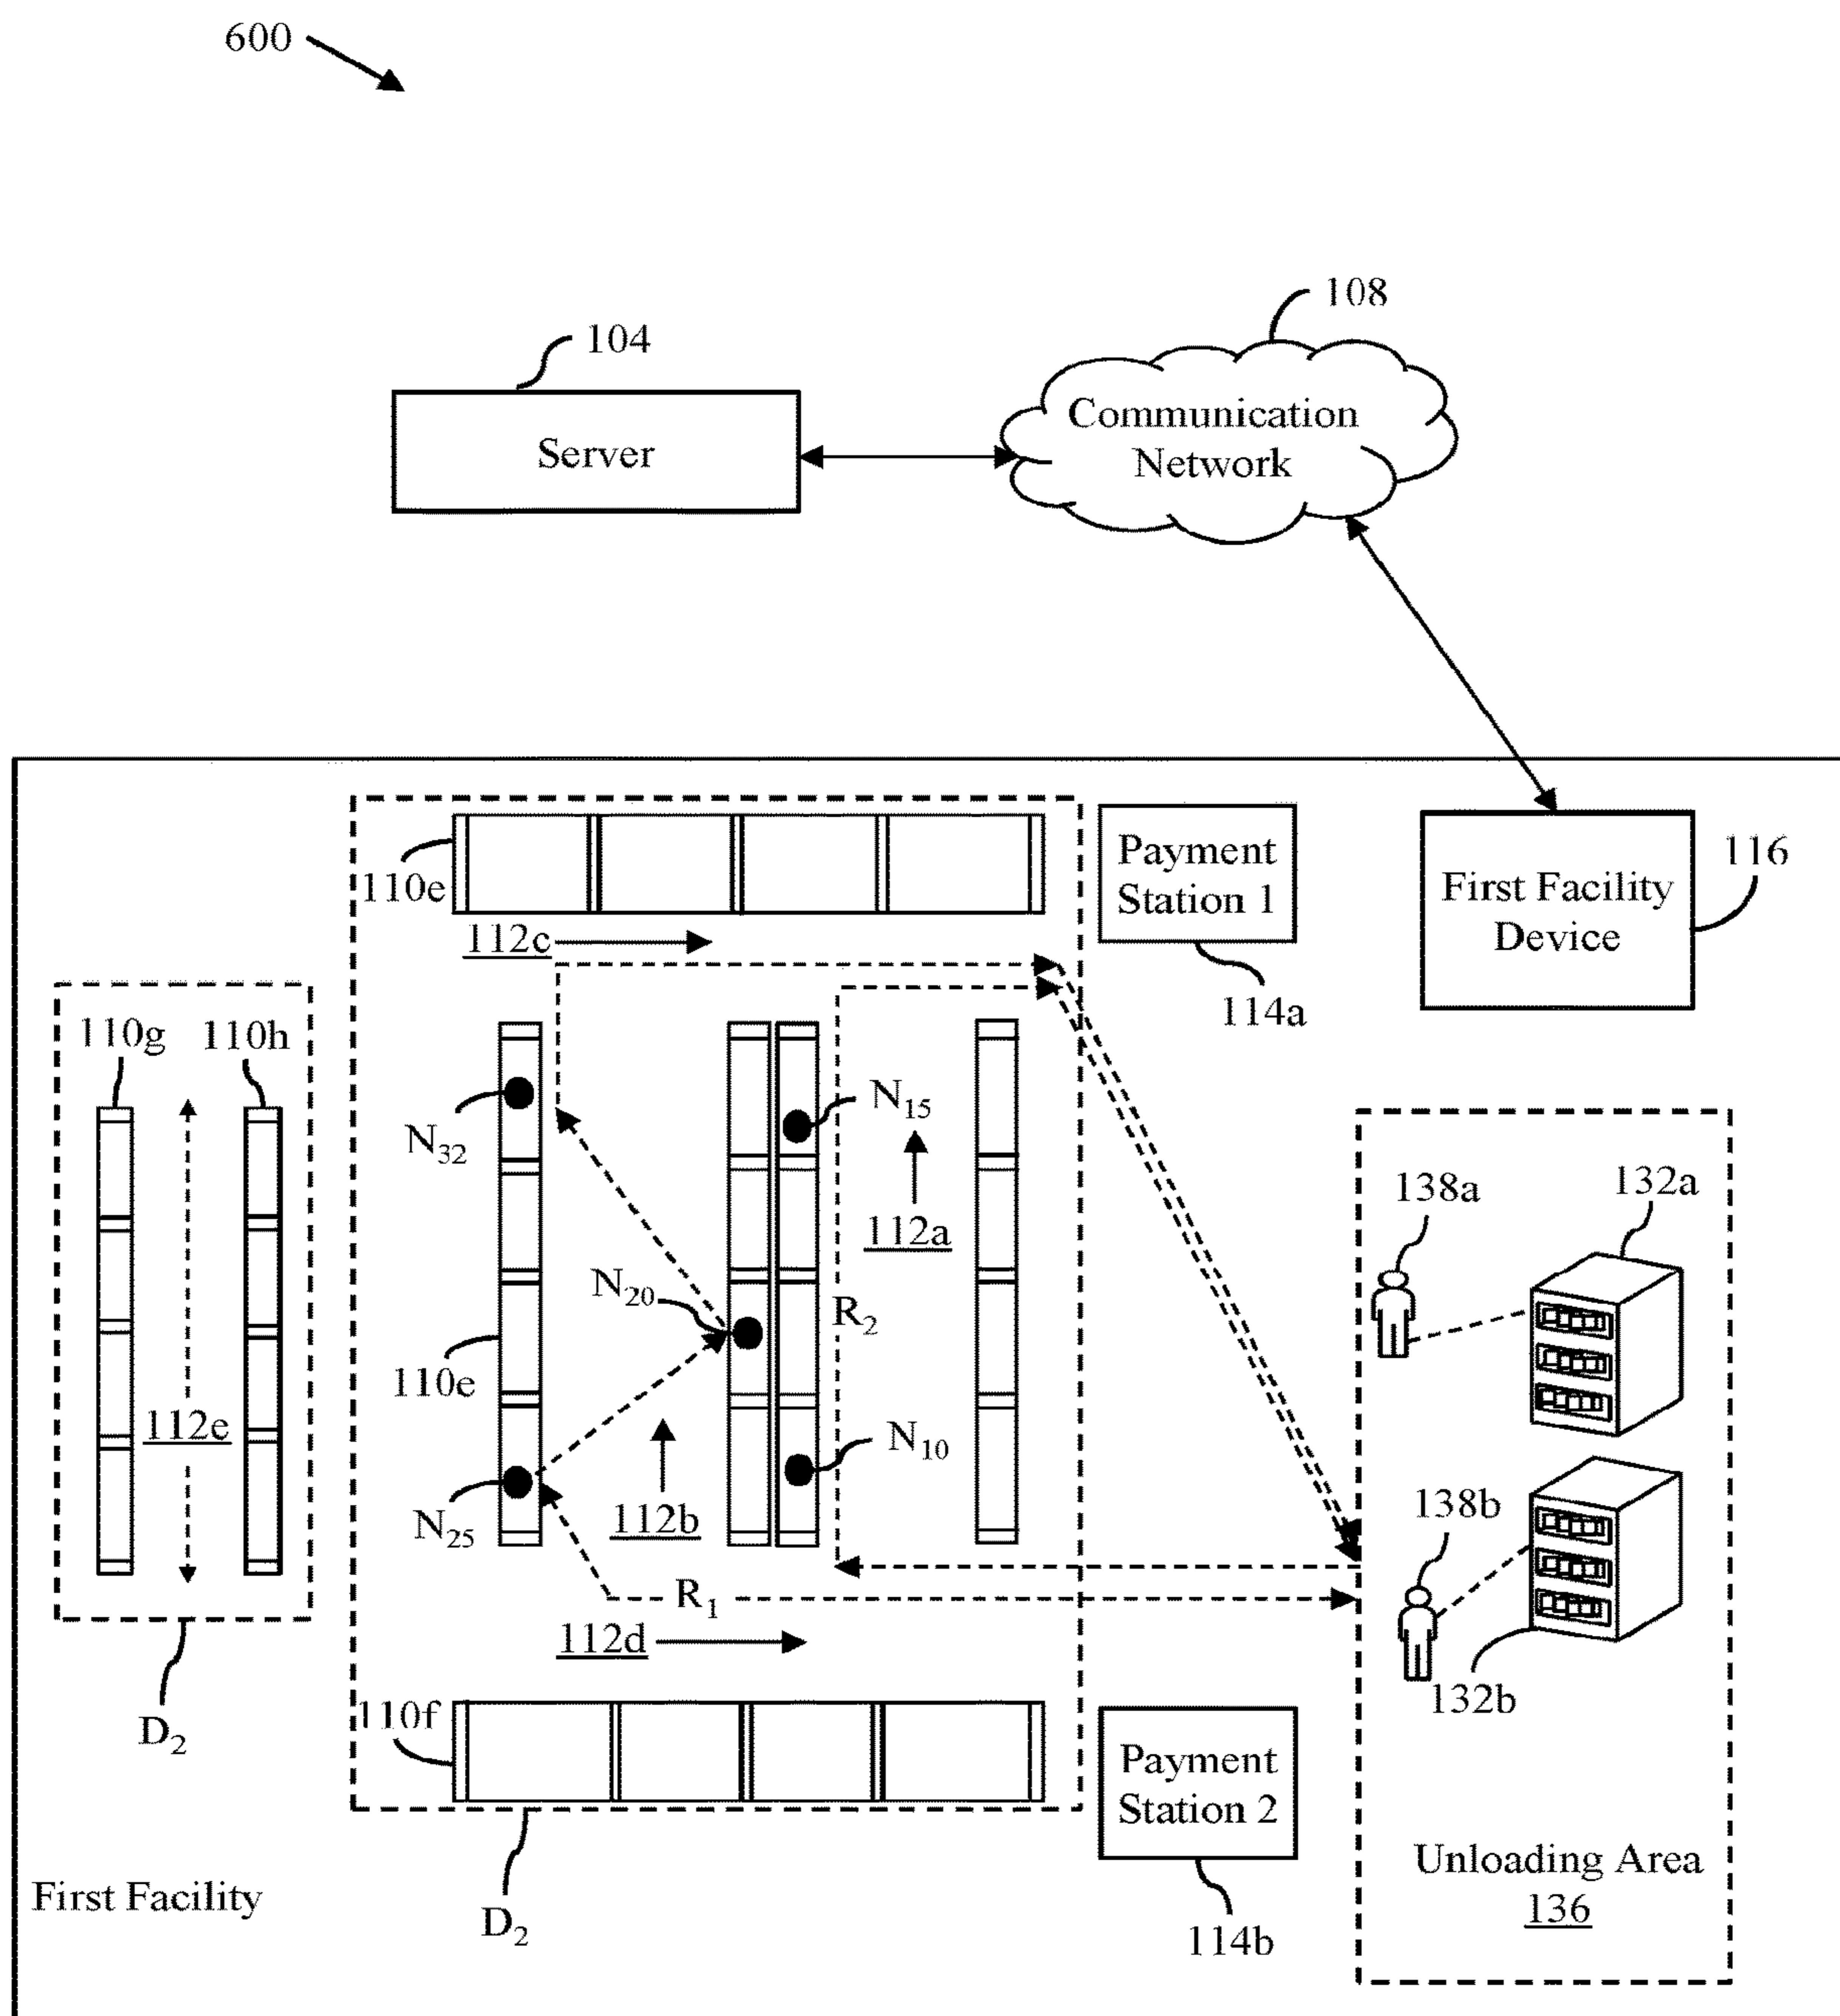 600
108
104
Communication
Network
Server
110e
Payment
Station 1
116
First Facility
Device
112c
114a
110g
110h
N15
N32
138a
132a
112a
N20
R2
110e
112e
N10
138b
N25
112b
R1
112d
132b
110f
D2
Payment
Station 2
Unloading Area
136
First Facility
D2
114b